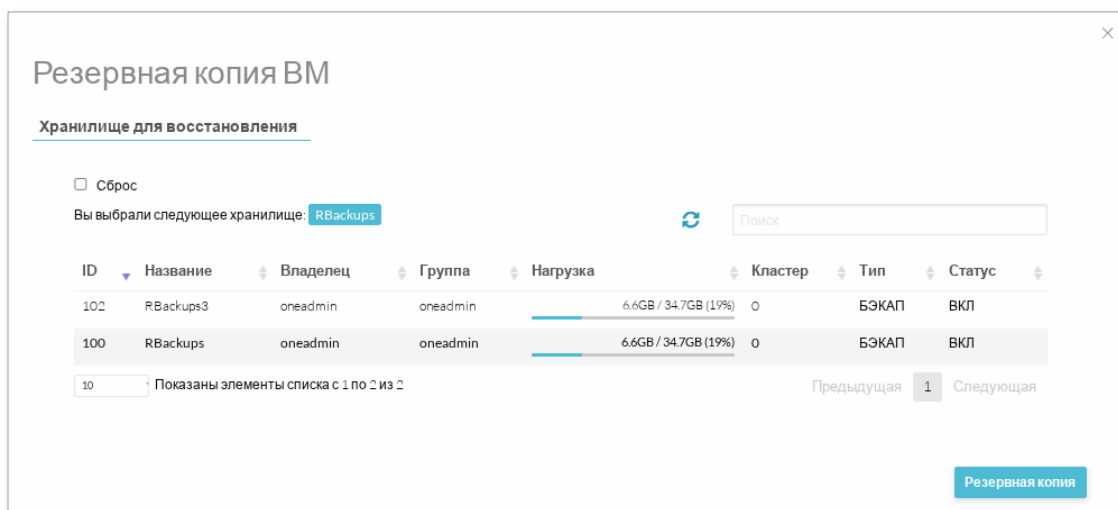 ×
Резервная копия ВМ
Хранилище для восстановления
Сброс
Вы выбрали следующее хранилище: RBackups
Поиск
ID Название Владелец Группа Нагрузка Кластер Тип Статус
102 RBackups3 oneadmin oneadmin 6.6GB / 34.7GB (19%) 0 БЭКАП ВКЛ
100 RBackups oneadmin oneadmin 6.6GB / 34.7GB (19%) 0 БЭКАП ВКЛ
10 Показаны элементы списка с 1 по 2 из 2 Предыдущая 1 Следующая
Резервная копия